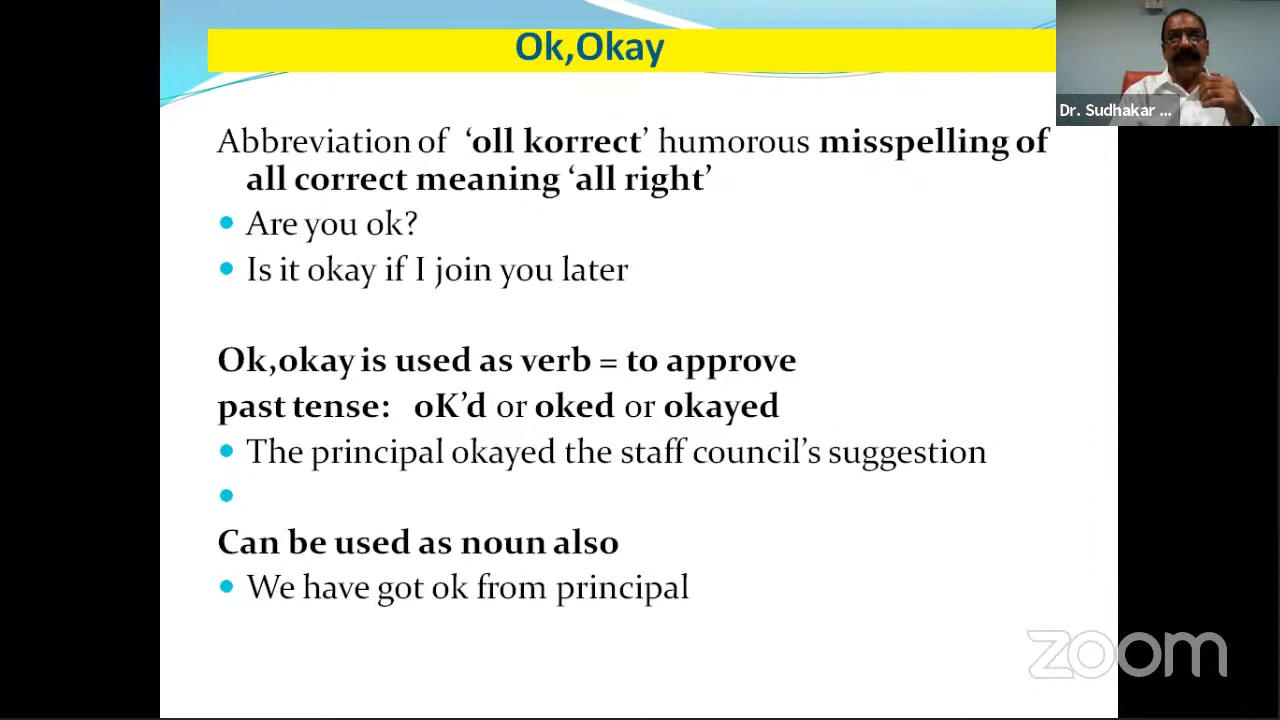 Ok,Okay
Dr. Sudhakar ...
Abbreviation of ‘oll korrect’ humorous misspelling of
all correct meaning ‘all right’
Are you ok?
Is it okay if I join you later
Ok,okay is used as verb = to approve
past tense: oK’d or oked or okayed
The principal okayed the staff council’s suggestion
Can be used as noun also
We have got ok from principal
zoom